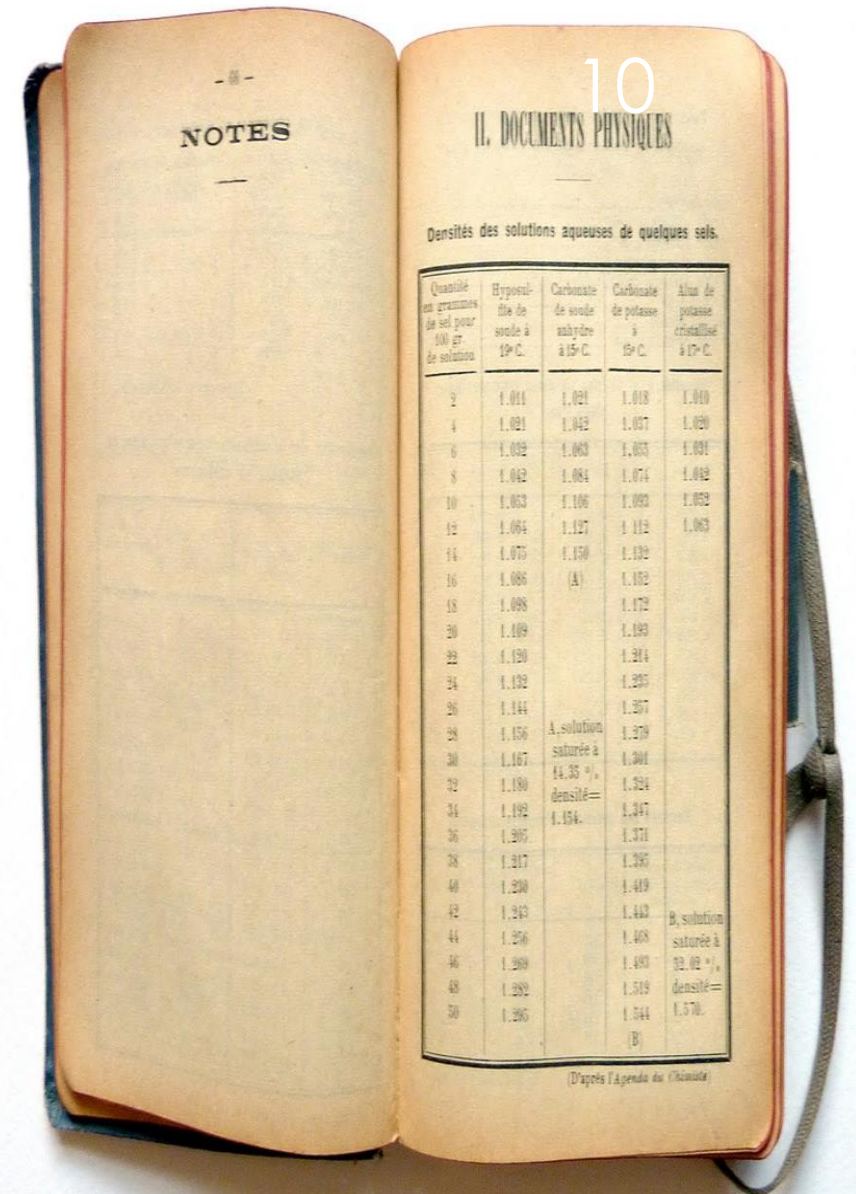 NOTES
10
II. DOCUMENTS PHYSIQUES
Densités des solutions aqueuses de quelques sels.
Quantité en grammes de sel pour 100 gr. de solution | Hyposulfite de soude à 19° C. | Carbonate de soude anhydre à 15° C. | Carbonate de potasse à 15° C. | Alun de potasse cristallisé à 17° C.
2 1.011 1.021 1.018 1.010
4 1.021 1.042 1.037 1.020
6 1.032 1.063 1.055 1.031
8 1.042 1.084 1.074 1.042
10 1.053 1.106 1.093 1.052
12 1.064 1.127 1 112 1.063
14 1.075 1.150 1.132
16 1.086 (A) 1.152
18 1.098 1.172
20 1.109 1.193
22 1.120 1.214
24 1.132 1.235
26 1.144 1.257
28 1.156 1.279
30 1.167 1.301
32 1.180 1.324
34 1.192 1.347
36 1.205 1.371
38 1.217 1.395
40 1.230 1.419
42 1.243 1.443
44 1.256 1.468
46 1.269 1.493
48 1.282 1.519
50 1.295 1.544
(B)
A, solution
saturée à
14.35 %.
densité=
1.154.
B, solution
saturée à
52.02 %.
densité=
1.570.
(D'après l'Agenda du Chimiste)